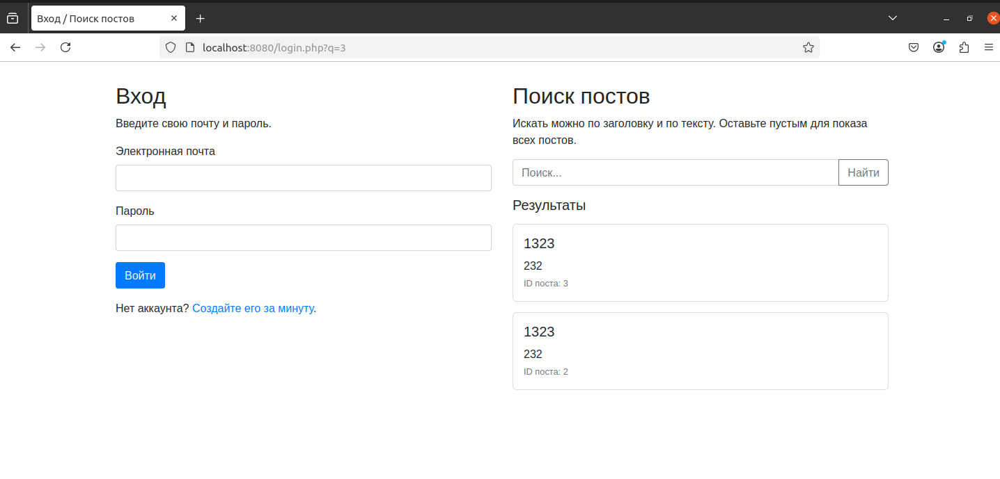 Вход / Поиск постов
localhost:8080/login.php?q=3
Вход
Введите свою почту и пароль.
Электронная почта
Пароль
Войти
Нет аккаунта? Создайте его за минуту.
Поиск постов
Искать можно по заголовку и по тексту. Оставьте пустым для показа
всех постов.
Поиск...
Найти
Результаты
1323
232
ID поста: 3
1323
232
ID поста: 2